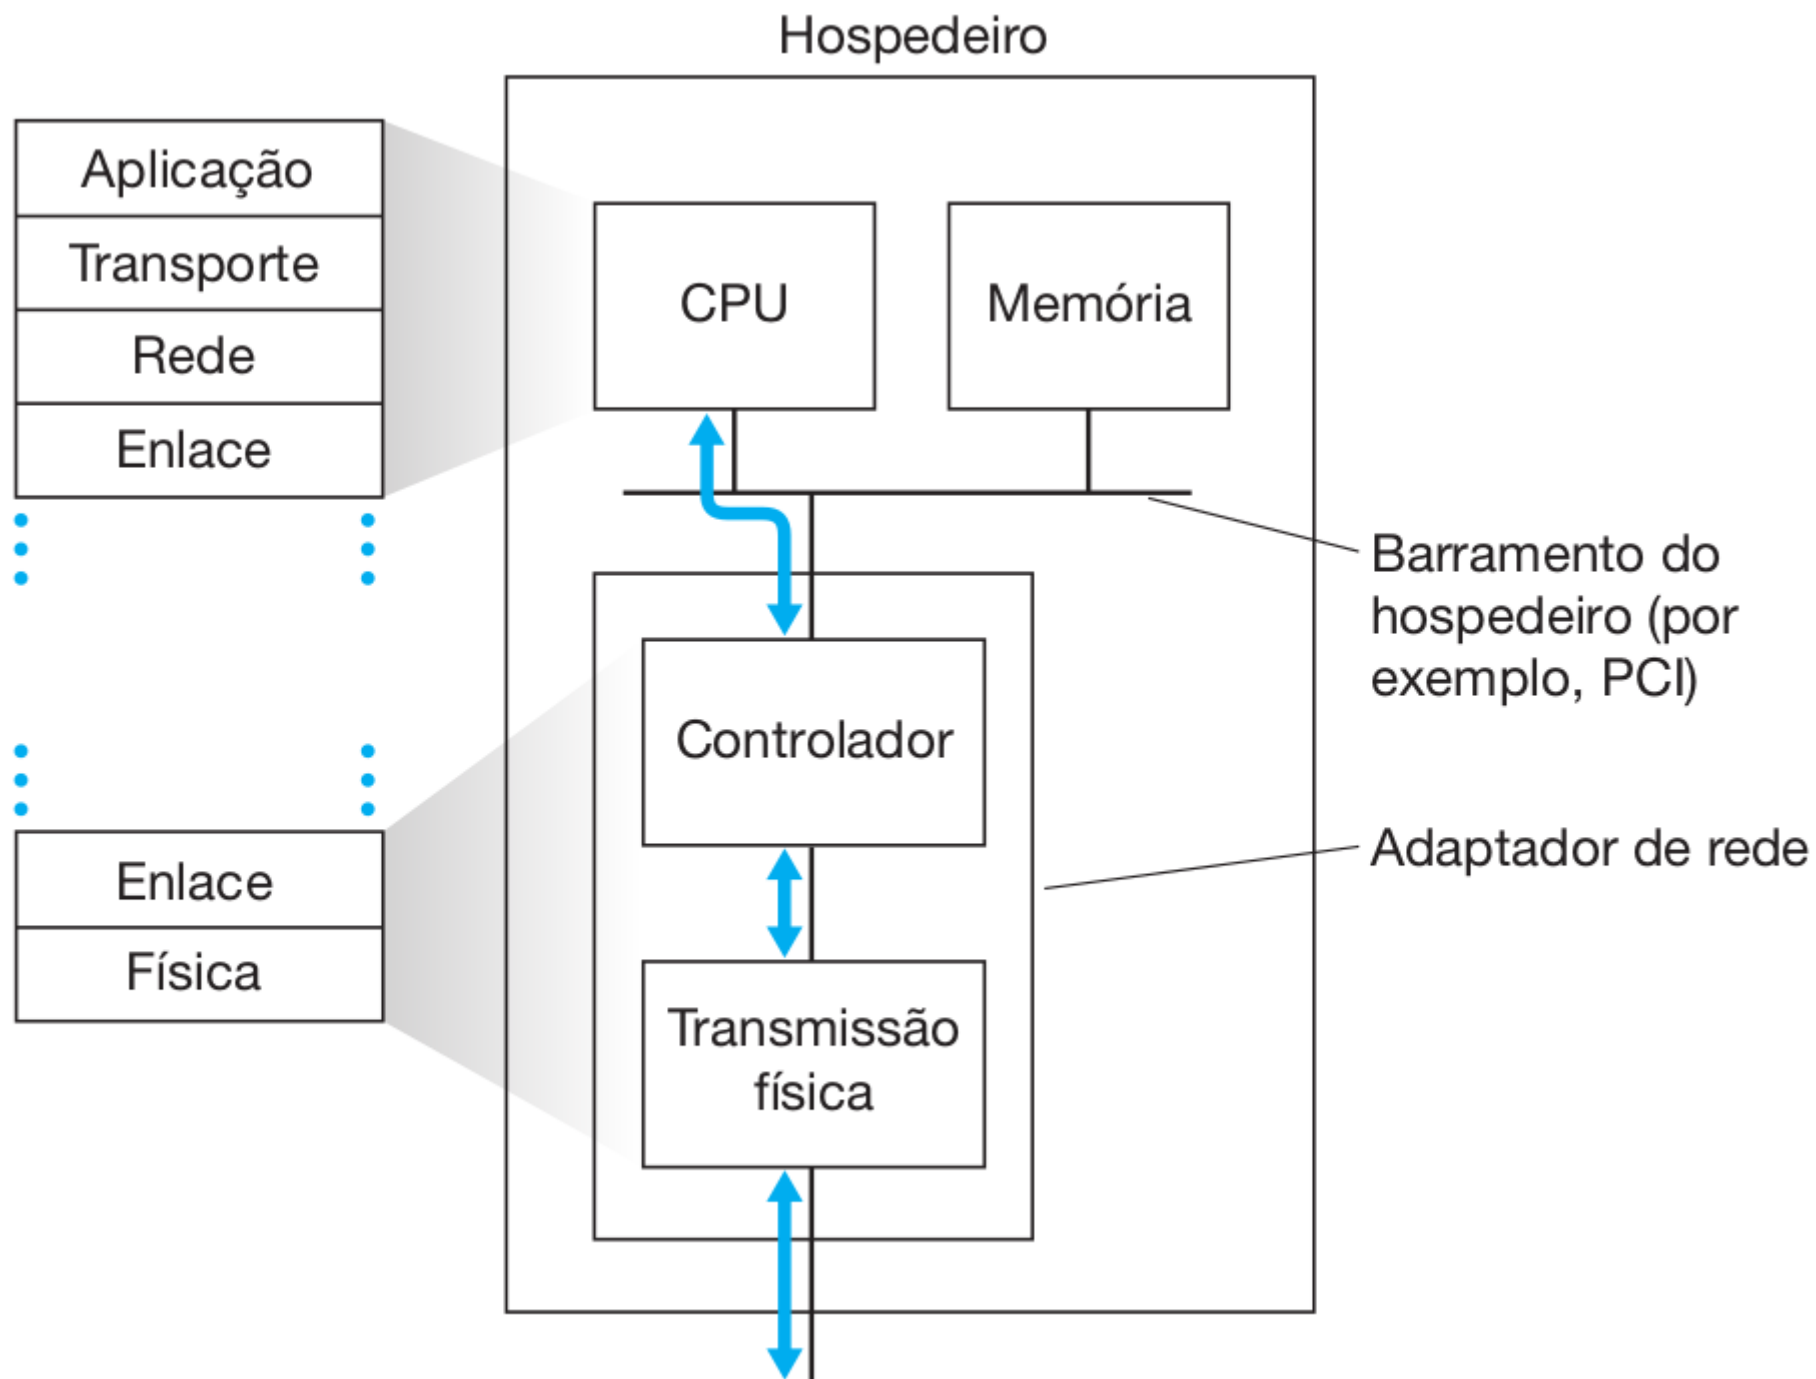 Hospedeiro
Aplicação
Transporte
Rede
Enlace
CPU
Memória
Barramento do
hospedeiro (por
exemplo, PCI)
Controlador
Adaptador de rede
Enlace
Física
Transmissão
física